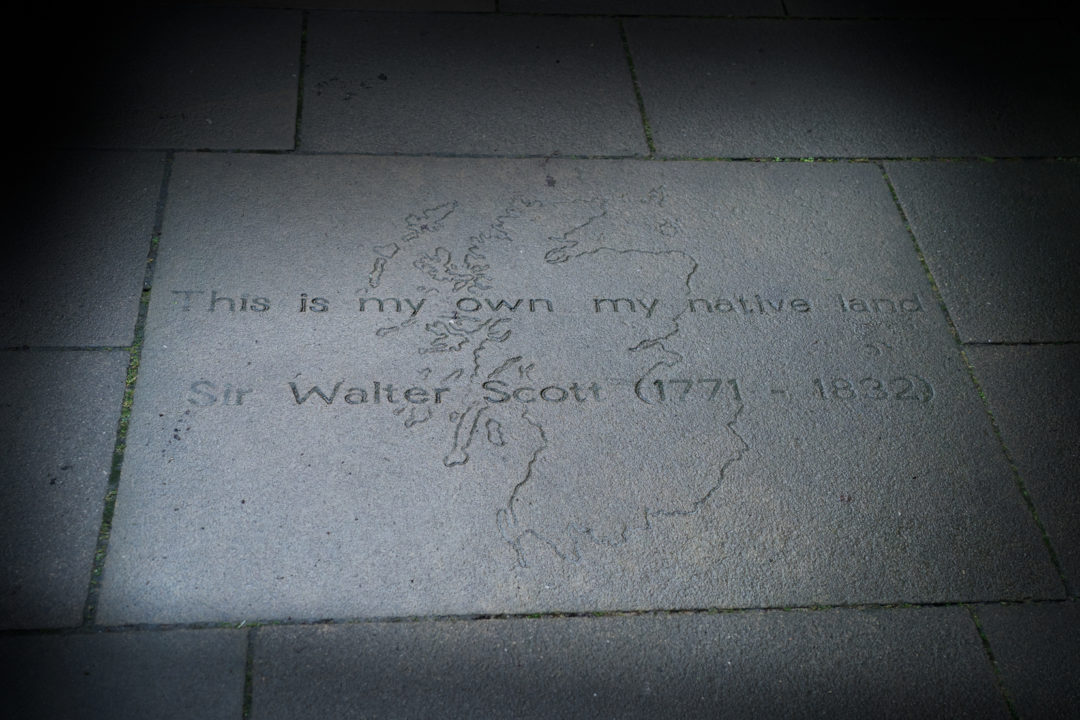 This is my own my native land
Sir Walter Scott (1771 - 1832)